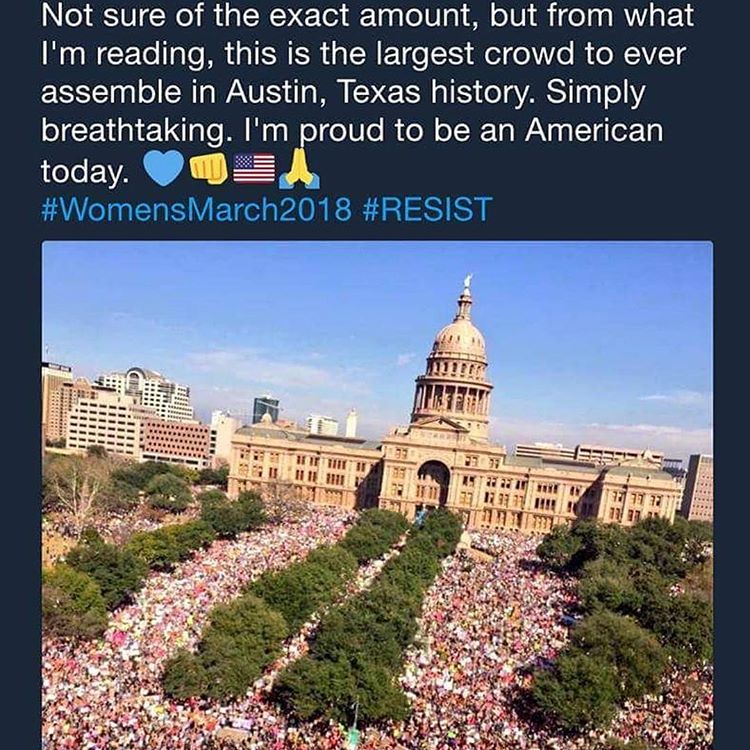 Not sure of the exact amount, but from what
I'm reading, this is the largest crowd to ever
assemble in Austin, Texas history. Simply
breathtaking. I'm proud to be an American
today. 💙👊🇺🇸🙏
#WomensMarch2018 #RESIST